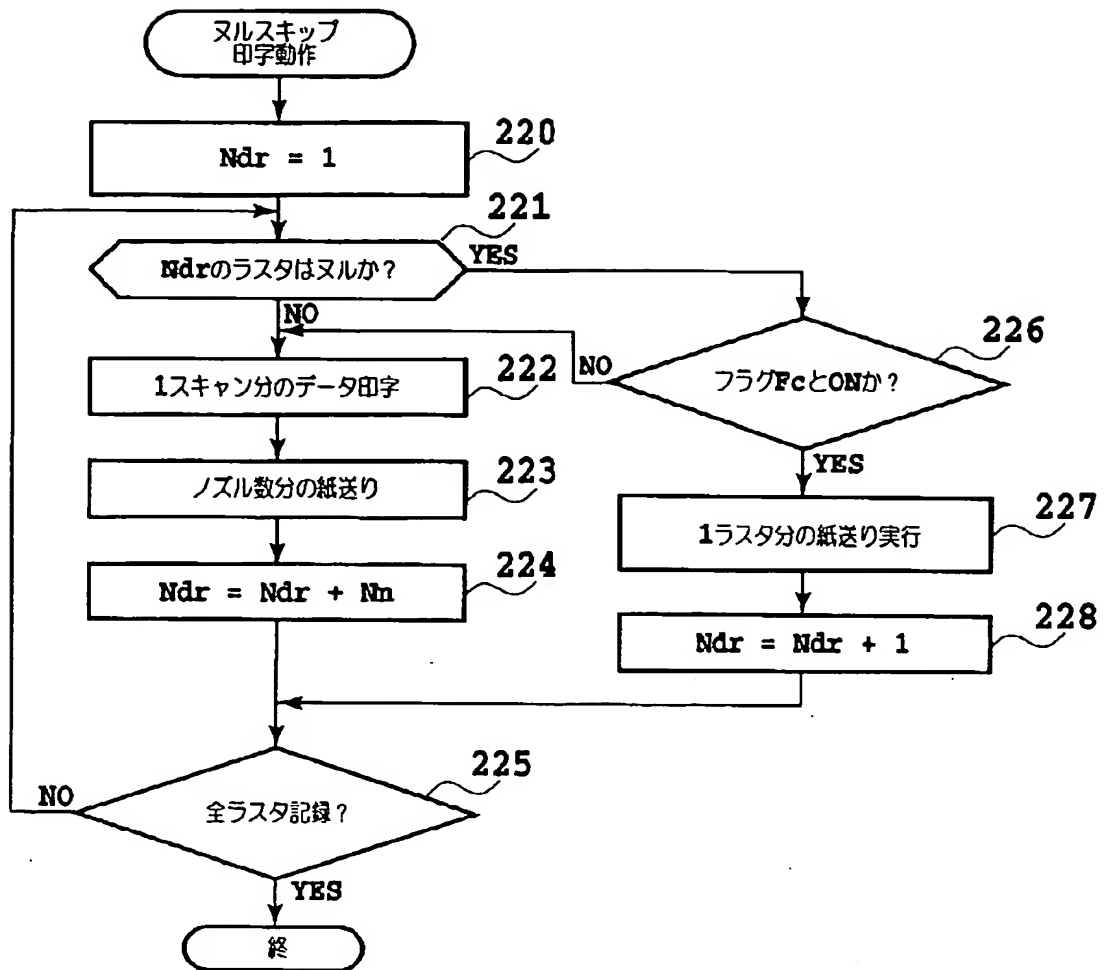 ヌルスキップ
印字動作
220
Ndr = 1
221
Ndrのラスタはヌルか?
YES
NO
226
フラグFcとONか?
NO
YES
1スキャン分のデータ印字
222
ノズル数分の紙送り
223
227
1ラスタ分の紙送り実行
Ndr = Ndr + Nn
224
228
Ndr = Ndr + 1
225
全ラスタ記録?
NO
YES
終